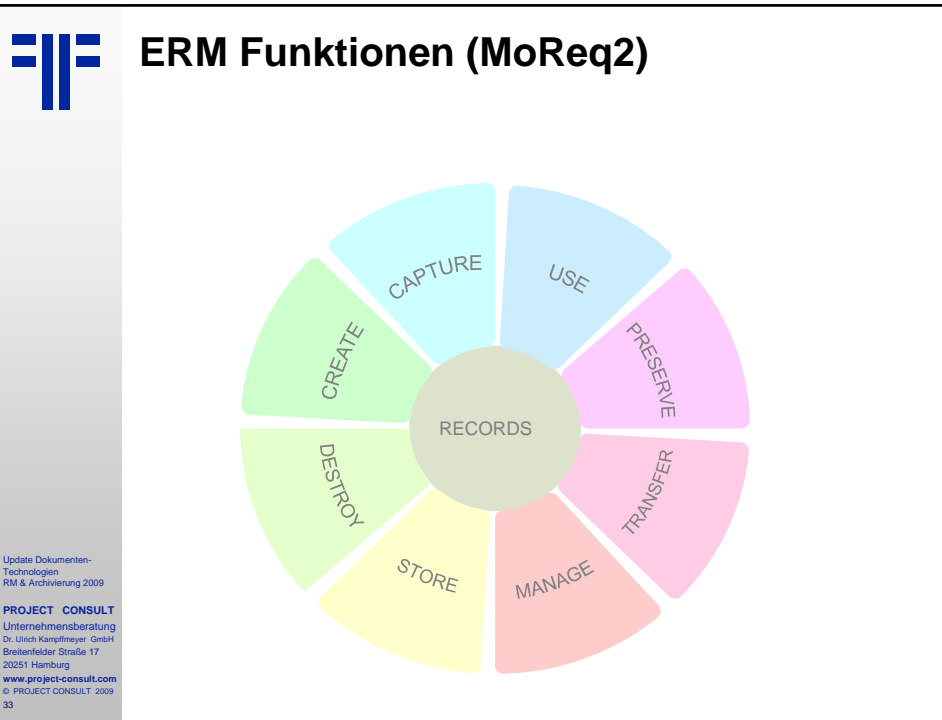 ERM Funktionen (MoReq2)
CAPTURE
USE
CREATE
PRESERVE
RECORDS
DESTROY
TRANSFER
STORE
MANAGE
Update Dokumenten-
Technologien
RM & Archivierung 2009
PROJECT CONSULT
Unternehmensberatung
Dr. Ulrich Kampffmeyer GmbH
Breitenfelder Straße 17
20251 Hamburg
www.project-consult.com
© PROJECT CONSULT 2009
33